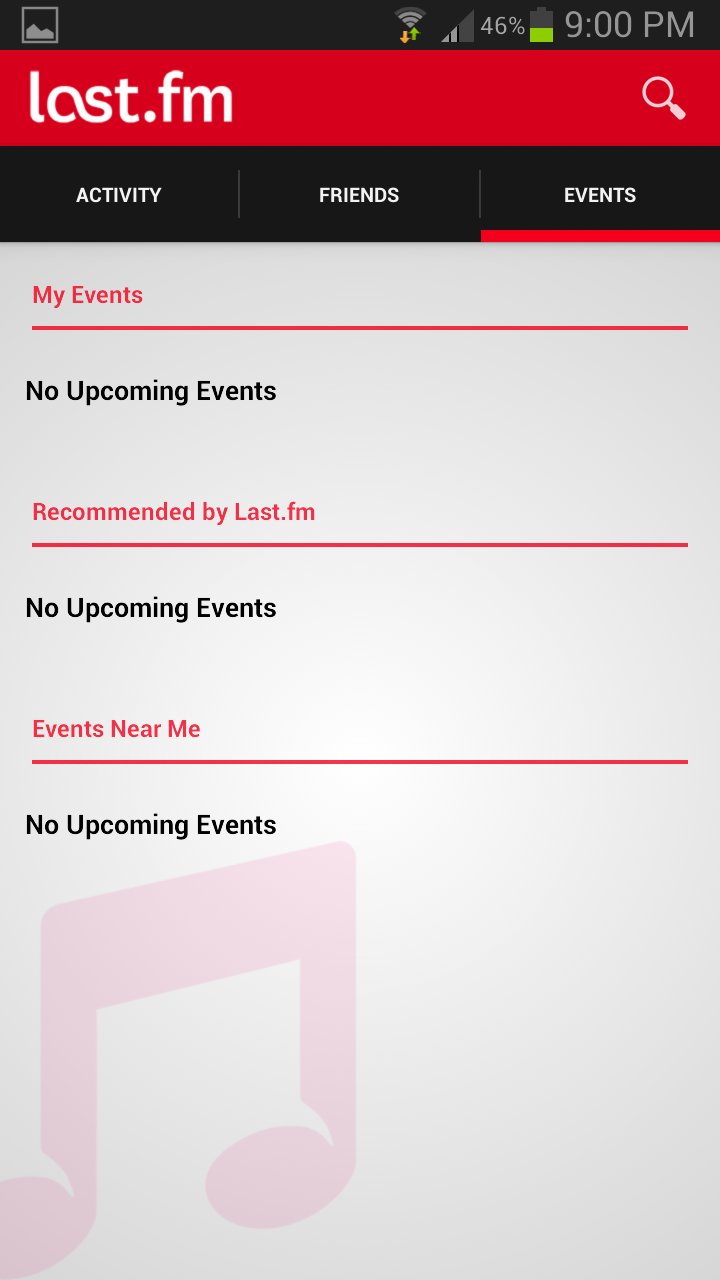 46% 9:00 PM
last.fm
ACTIVITY FRIENDS EVENTS
My Events
No Upcoming Events
Recommended by Last.fm
No Upcoming Events
Events Near Me
No Upcoming Events